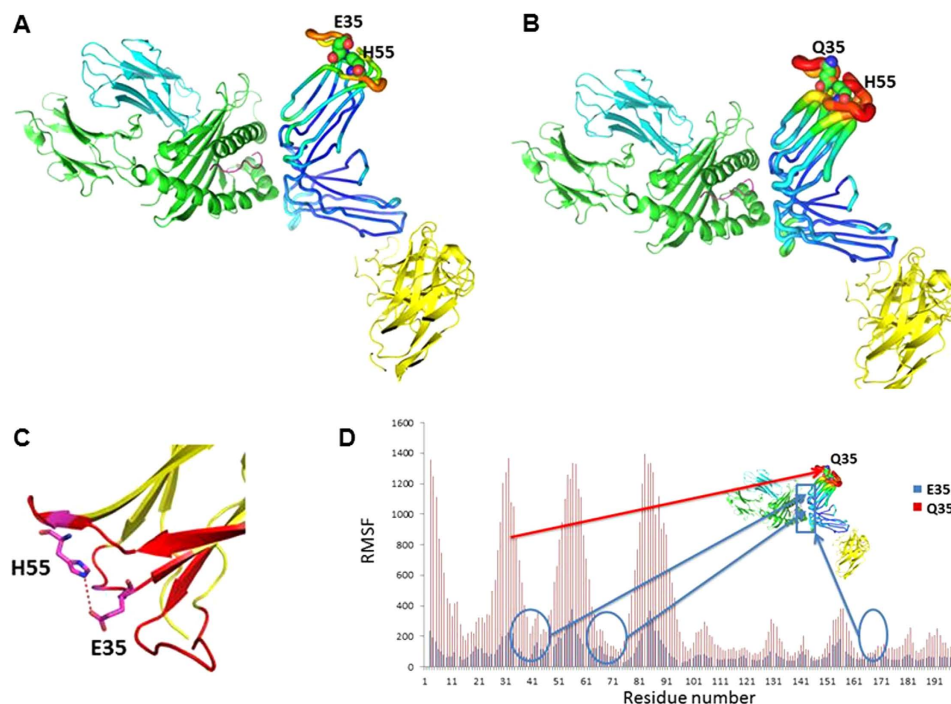 A
E35
H55
B
Q35
H55
C
H55
E35
D
1600
1400
1200
1000
800
600
400
200
0
RMSF
1 11 21 31 41 51 61 71 81 91 101 111 121 131 141 151 161 171 181 191
Residue number
Q35
E35
Q35